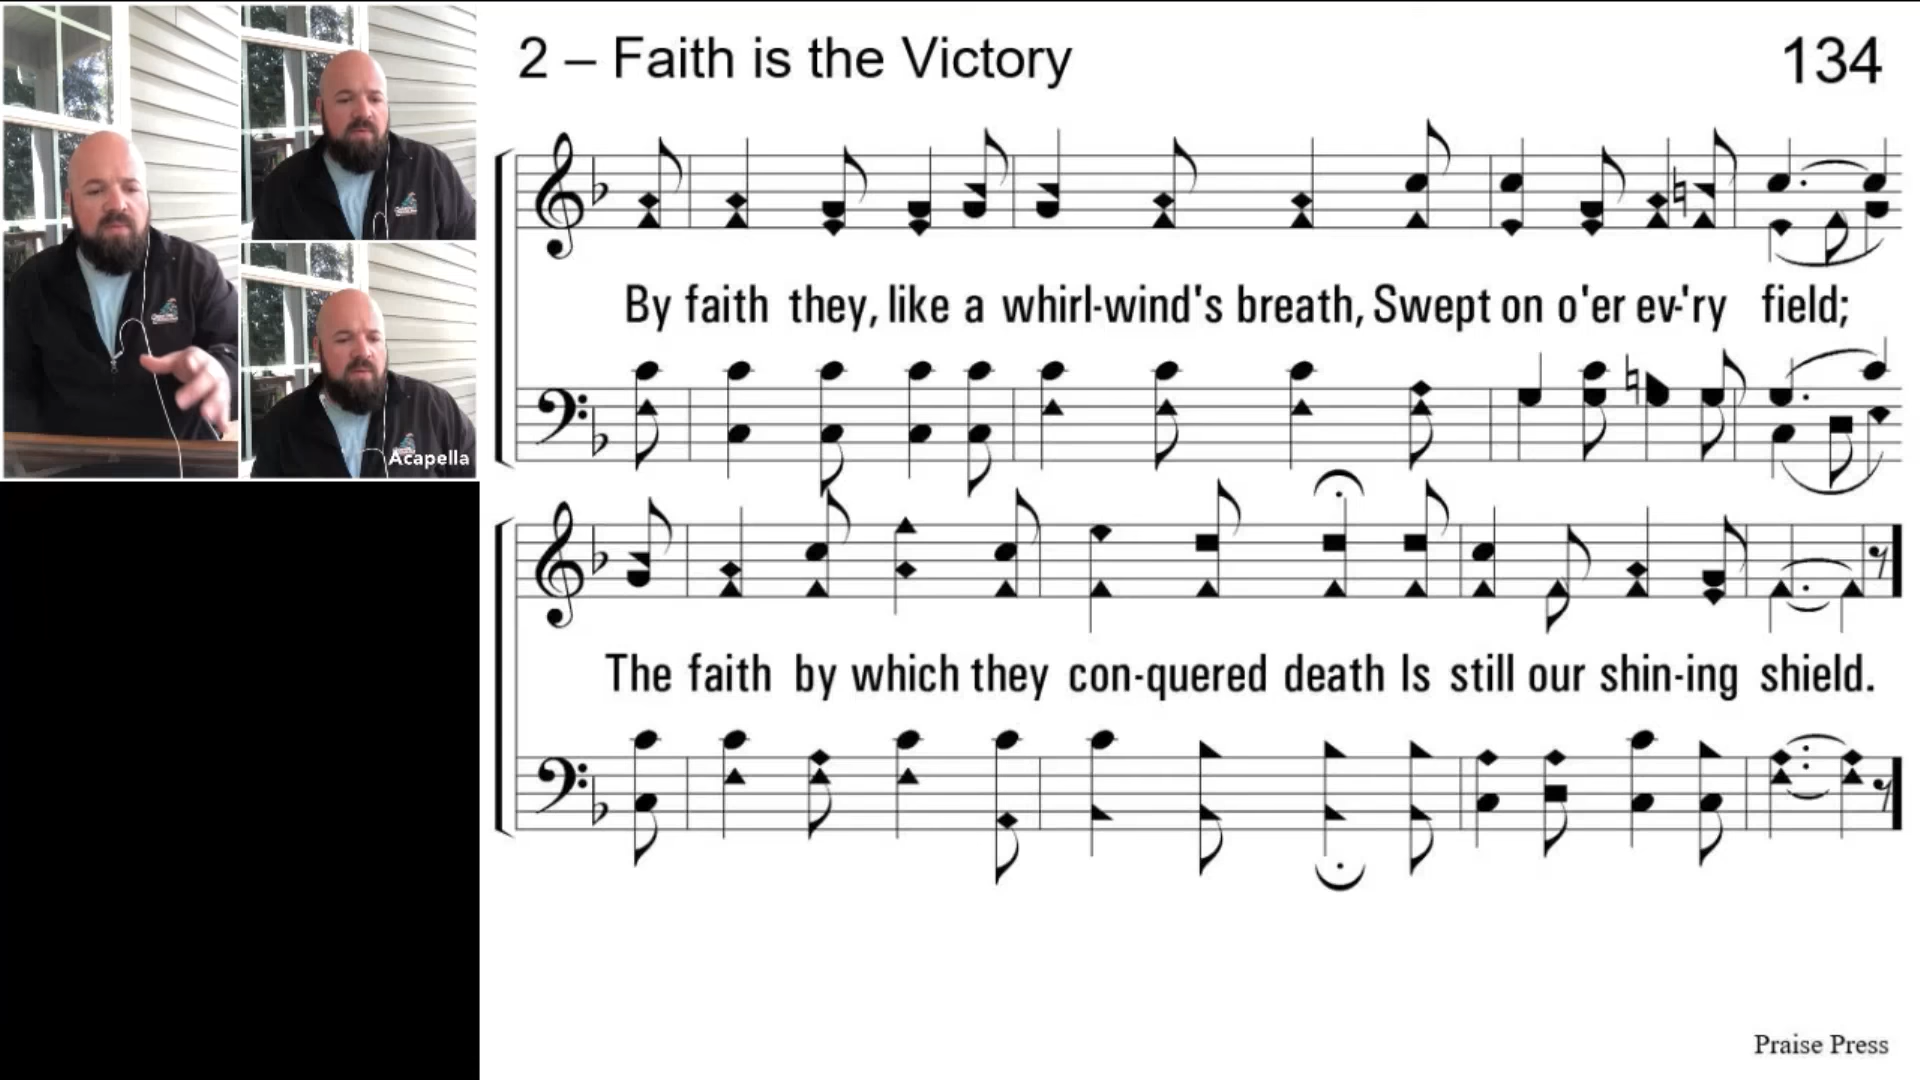 2 – Faith is the Victory
134
By faith they, like a whirl-wind's breath, Swept on o'er ev-'ry field;
The faith by which they con-quered death Is still our shin-ing shield.
Acapella
Praise Press